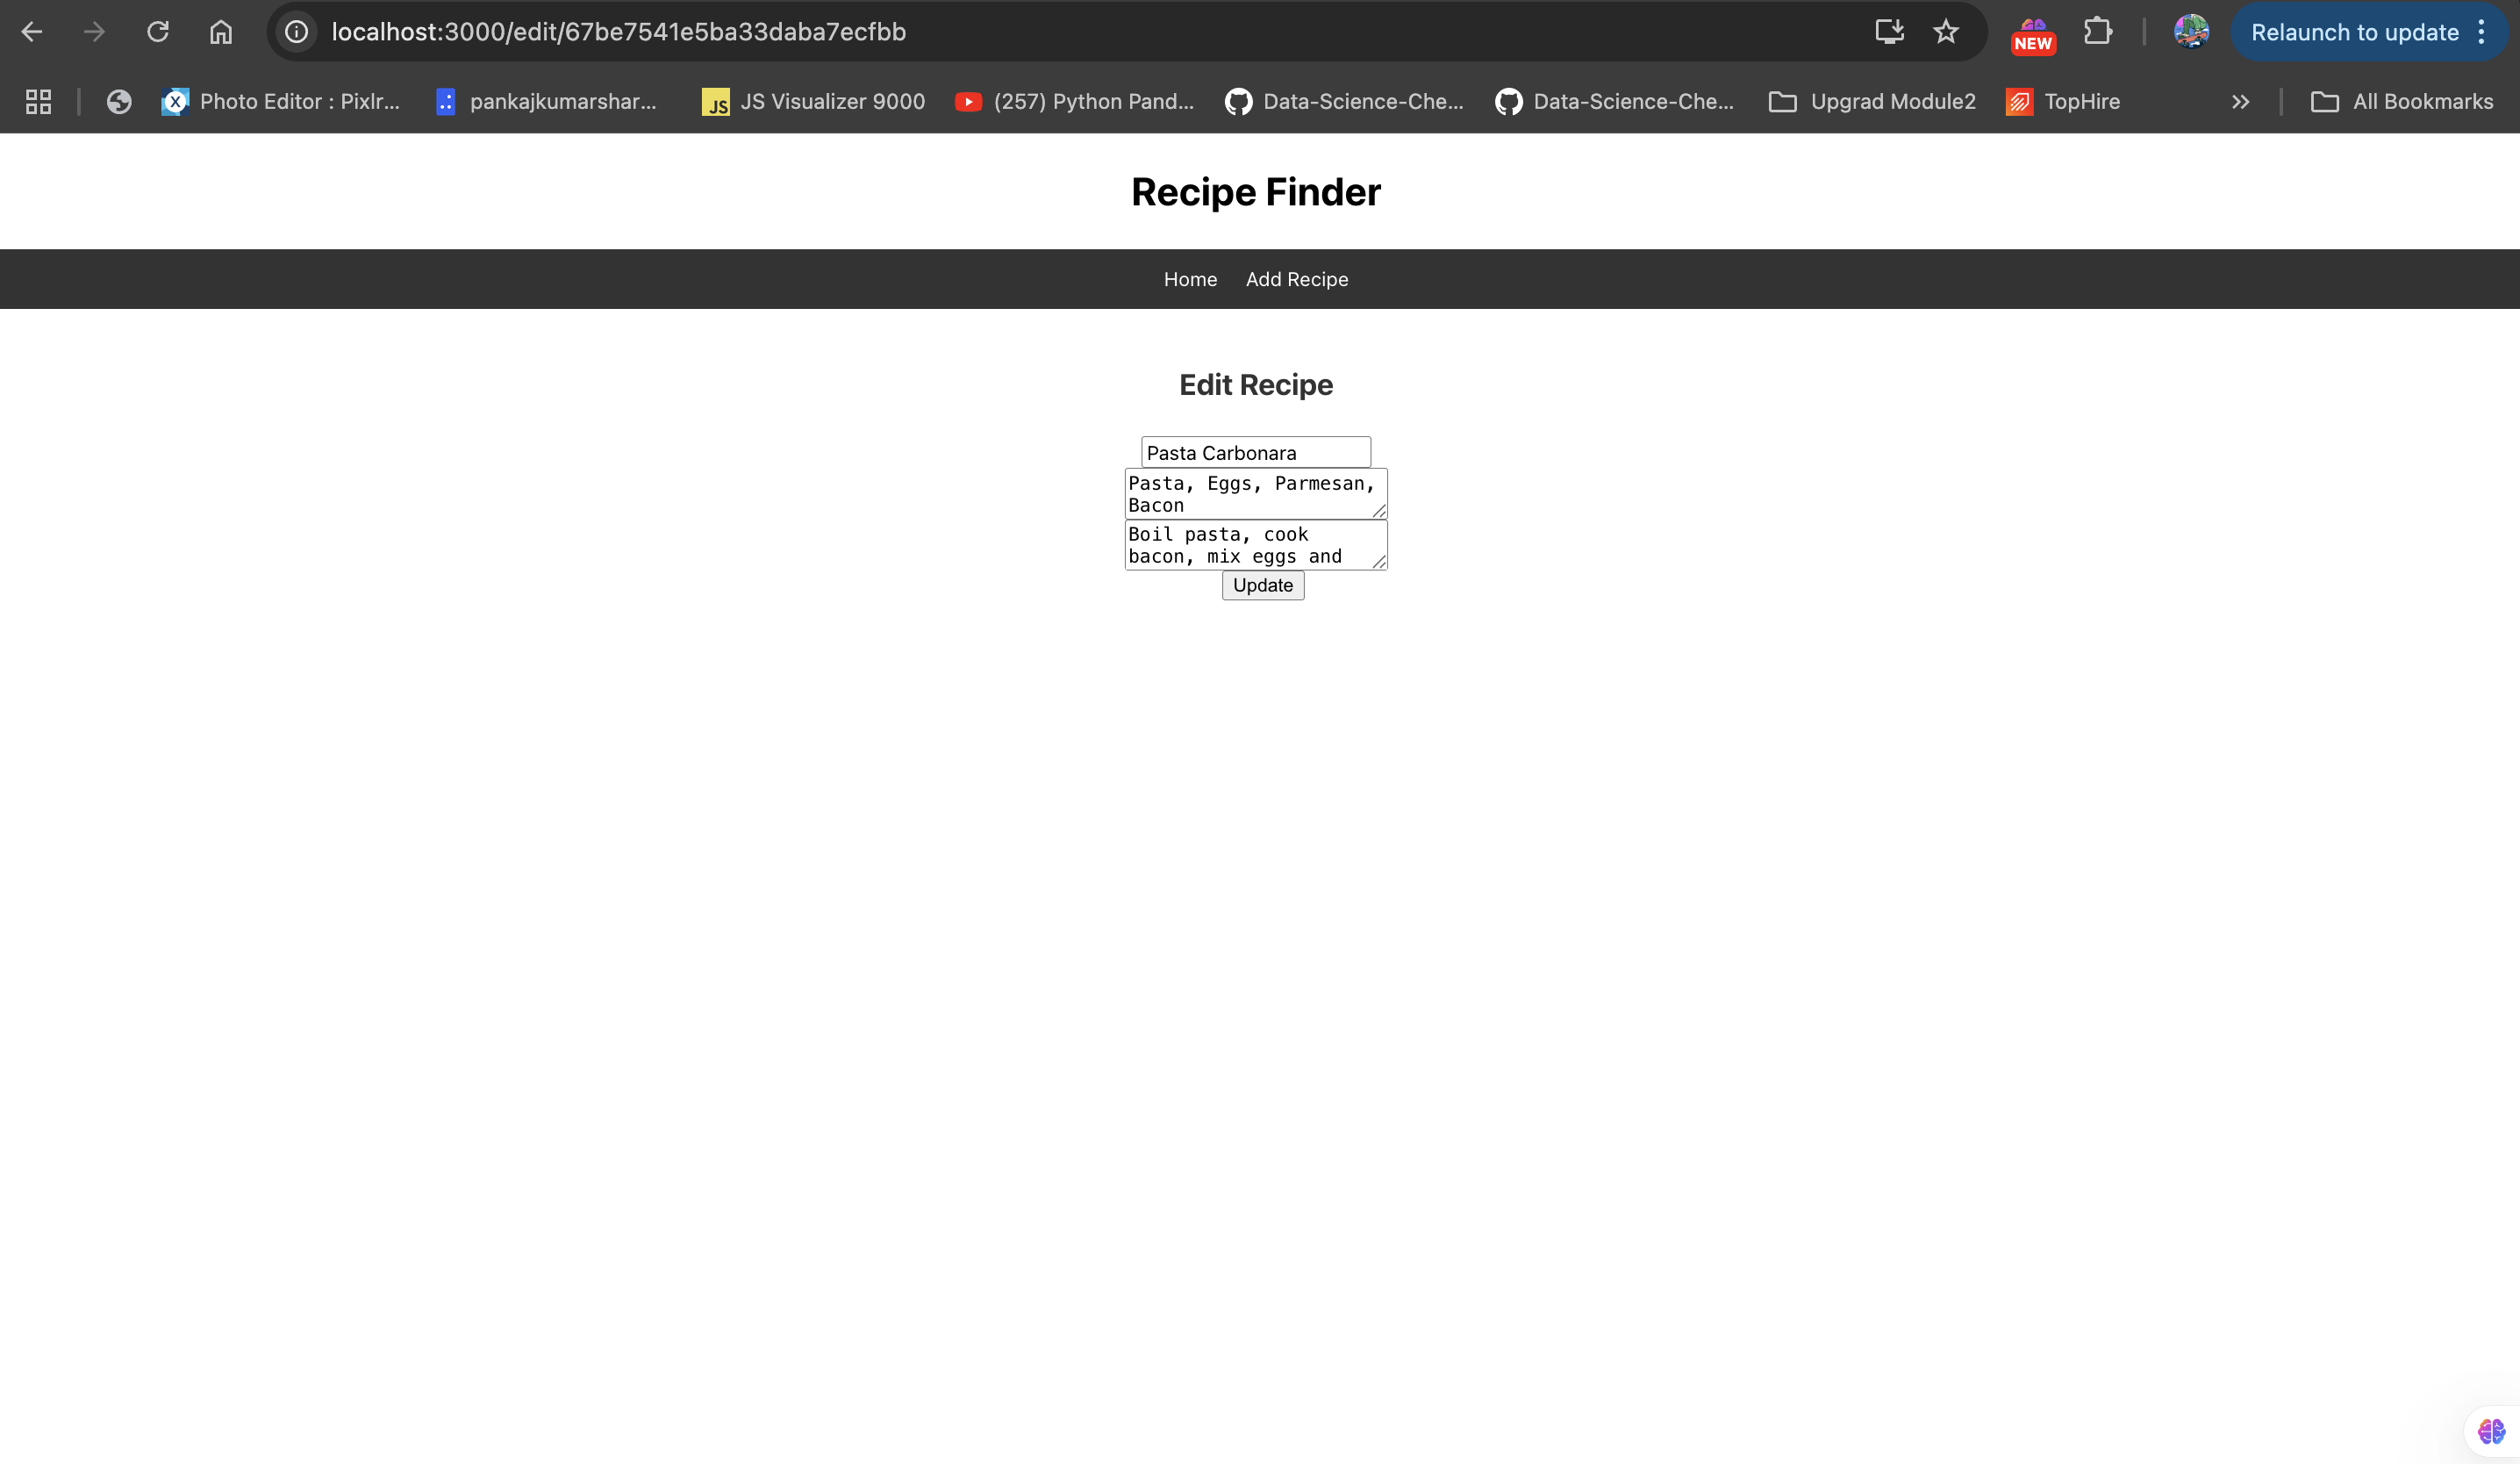 localhost:3000/edit/67be7541e5ba33daba7ecfbb
NEW
Relaunch to update
Photo Editor : Pixlr...
pankajkumarshar...
JS
JS Visualizer 9000
(257) Python Pand...
Data-Science-Che...
Data-Science-Che...
Upgrad Module2
TopHire
All Bookmarks
Recipe Finder
Home
Add Recipe
Edit Recipe
Pasta Carbonara
Pasta, Eggs, Parmesan,
Bacon
Boil pasta, cook
bacon, mix eggs and
Update